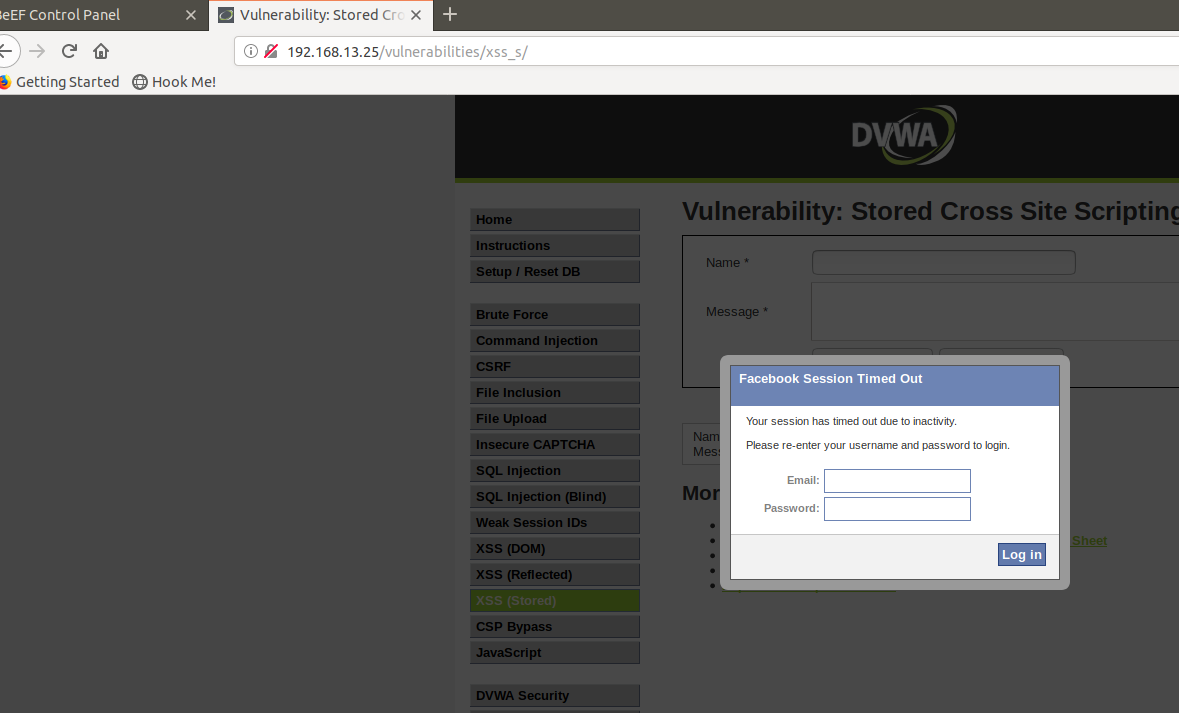 BeEF Control Panel
Vulnerability: Stored Cro
192.168.13.25/vulnerabilities/xss_s/
Getting Started
Hook Me!
DVWA
Home
Instructions
Setup / Reset DB
Brute Force
Command Injection
CSRF
File Inclusion
File Upload
Insecure CAPTCHA
SQL Injection
SQL Injection (Blind)
Weak Session IDs
XSS (DOM)
XSS (Reflected)
XSS (Stored)
CSP Bypass
JavaScript
DVWA Security
Vulnerability: Stored Cross Site Scripting
Name *
Message *
Nam
Mess
Mor
Sheet
Facebook Session Timed Out
Your session has timed out due to inactivity.
Please re-enter your username and password to login.
Email:
Password:
Log in